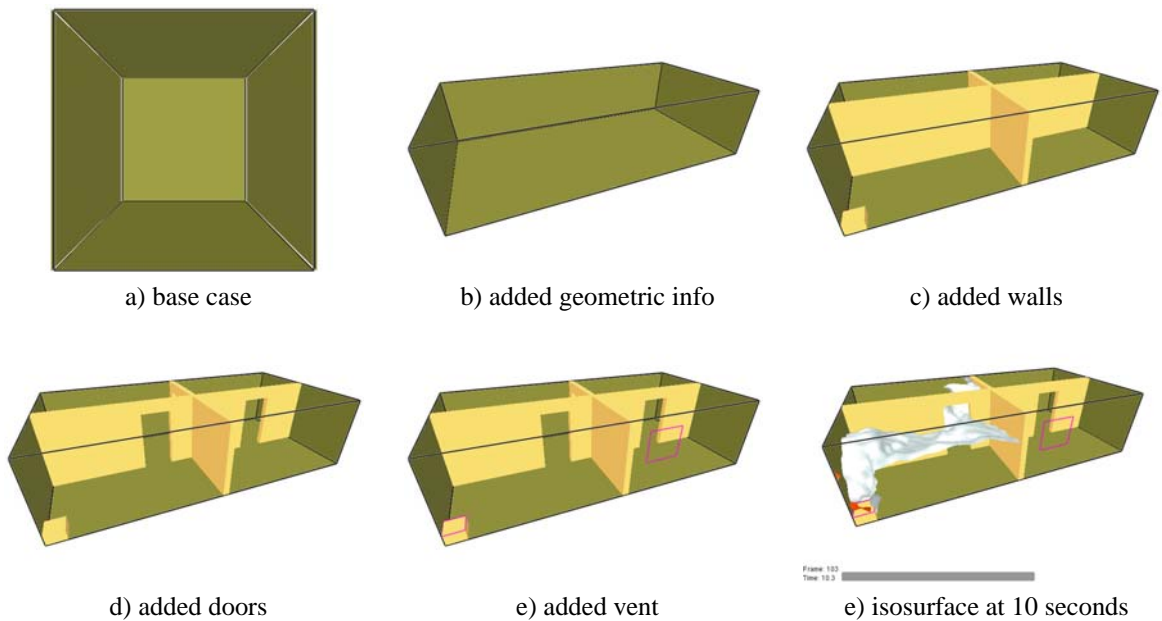 a) base case
b) added geometric info
c) added walls
d) added doors
e) added vent
Frame: 103
Time: 10.3
e) isosurface at 10 seconds